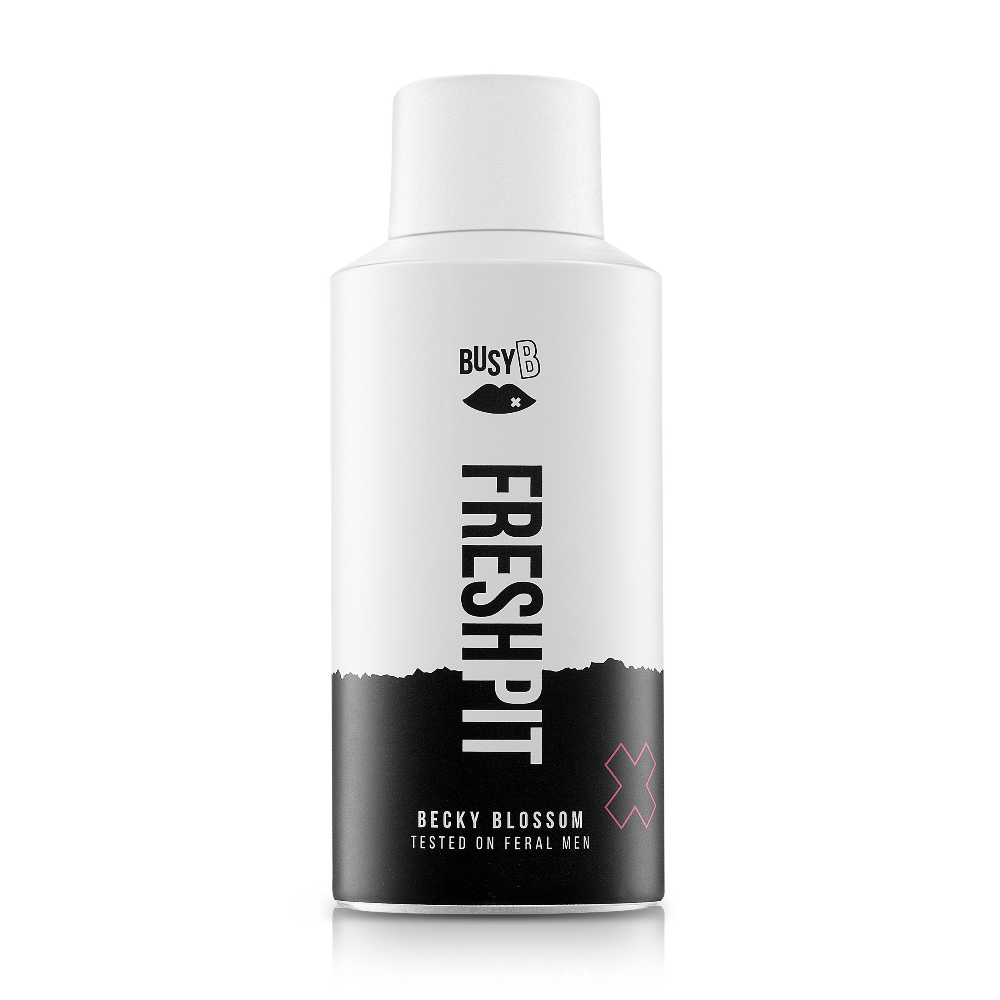 BUSYB
FRESHPIT
BECKY BLOSSOM
TESTED ON FERAL MEN